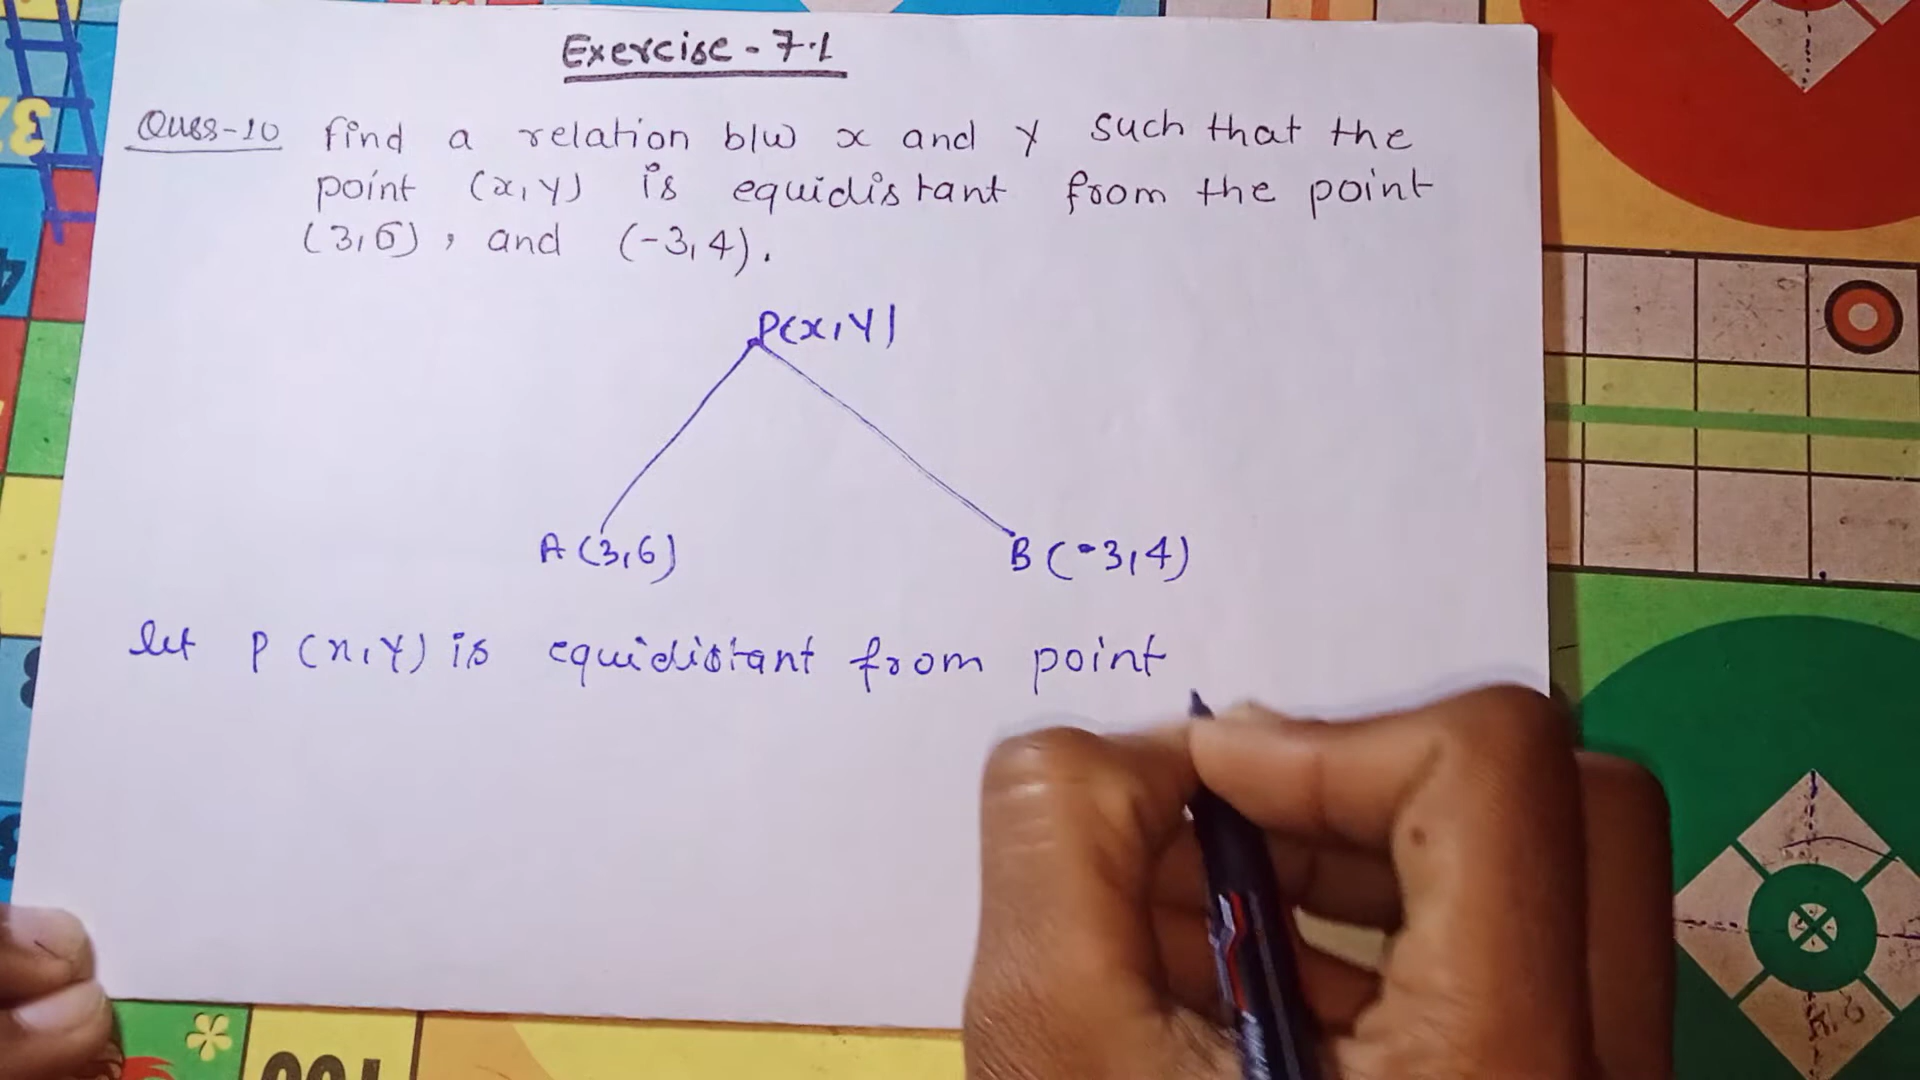 Exercise - 7.1
Ques-10 find a relation b/w x and y such that the
point (x,y) is equidistant from the point
(3,6), and (-3,4).
P(x,y)
A(3,6) B(-3,4)
let P(x,y) is equidistant from point
100